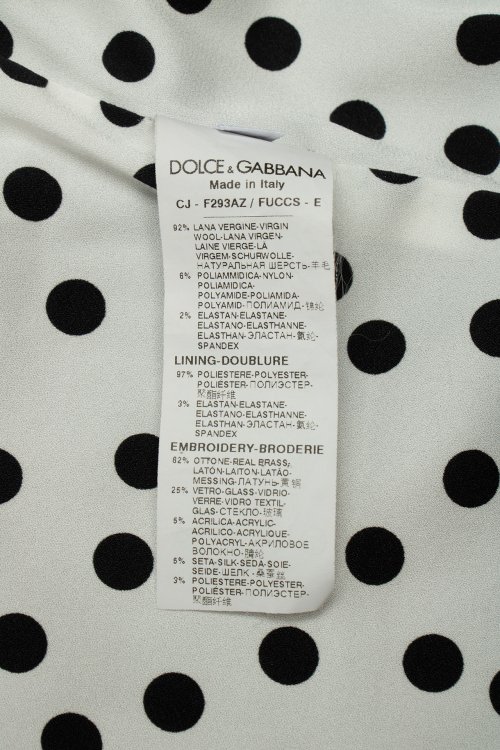 DOLCE & GABBANA
Made in Italy
CJ - F293AZ / FUCCS - E
92% LANA VERGINE-VIRGIN
WOOL-LANA VIRGEN-
LAINE VIERGE-LÃ
VIRGEM-SCHURWOLLE-
НАТУРАЛЬНАЯ ШЕРСТЬ-羊毛
6% POLIAMMIDICA-NYLON-
POLIAMIDICA-
POLYAMIDE-POLIAMIDA-
POLYAMID-ПОЛИАМИД-锦纶
2% ELASTAN-ELASTANE-
ELASTANO-ELASTHANNE-
ELASTHAN-ЭЛАСТАН-氨纶-
SPANDEX
LINING-DOUBLURE
97% POLIESTERE-POLYESTER-
POLIÉSTER-ПОЛИЭСТЕР-
聚酯纤维
3% ELASTAN-ELASTANE-
ELASTANO-ELASTHANNE-
ELASTHAN-ЭЛАСТАН-氨纶-
SPANDEX
EMBROIDERY-BRODERIE
62% OTTONE-REAL BRASS-
LATÓN-LAITON-LATÃO-
MESSING-ЛАТУНЬ-黄铜
25% VETRO-GLASS-VIDRIO-
VERRE-VIDRO TEXTIL-
GLAS-СТЕКЛО-玻璃
5% ACRILICA-ACRYLIC-
ACRILICO-ACRYLIQUE-
POLYACRYL-АКРИЛОВОЕ
ВОЛОКНО-腈纶
5% SETA-SILK-SEDA-SOIE-
SEIDE-ШЕЛК-桑蚕丝
POLIESTERE-POLYESTER-
POLIÉSTER-ПОЛИЭСТЕР-
聚酯纤维